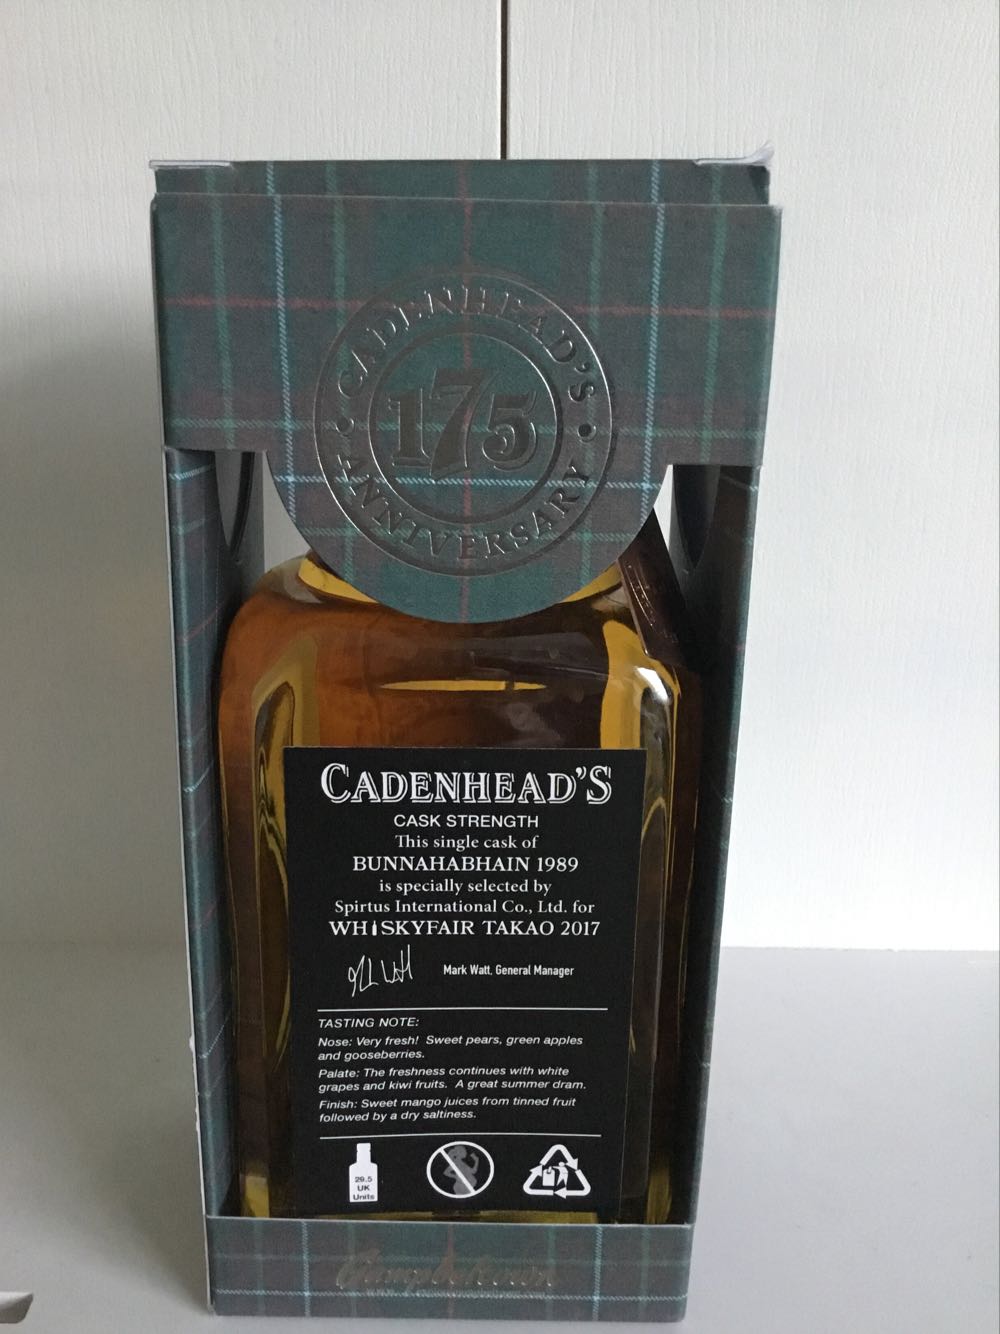 CADENHEAD'S
175
ANNIVERSARY
CADENHEAD'S
CASK STRENGTH
This single cask of
BUNNAHABHAIN 1989
is specially selected by
Spirtus International Co., Ltd. for
WHISKYFAIR TAKAO 2017
Mark Watt, General Manager
TASTING NOTE:
Nose: Very fresh! Sweet pears, green apples
and gooseberries.
Palate: The freshness continues with white
grapes and kiwi fruits. A great summer dram.
Finish: Sweet mango juices from tinned fruit
followed by a dry saltiness.
29.5
UK
Units
Campbeltown